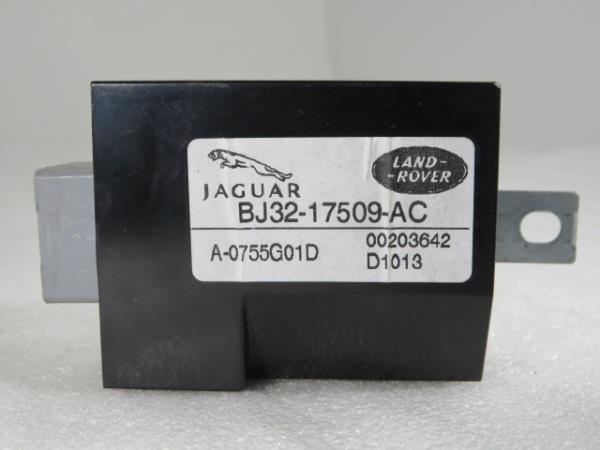 JAGUAR
LAND-
-ROVER
BJ32-17509-AC
A-0755G01D
00203642
D1013